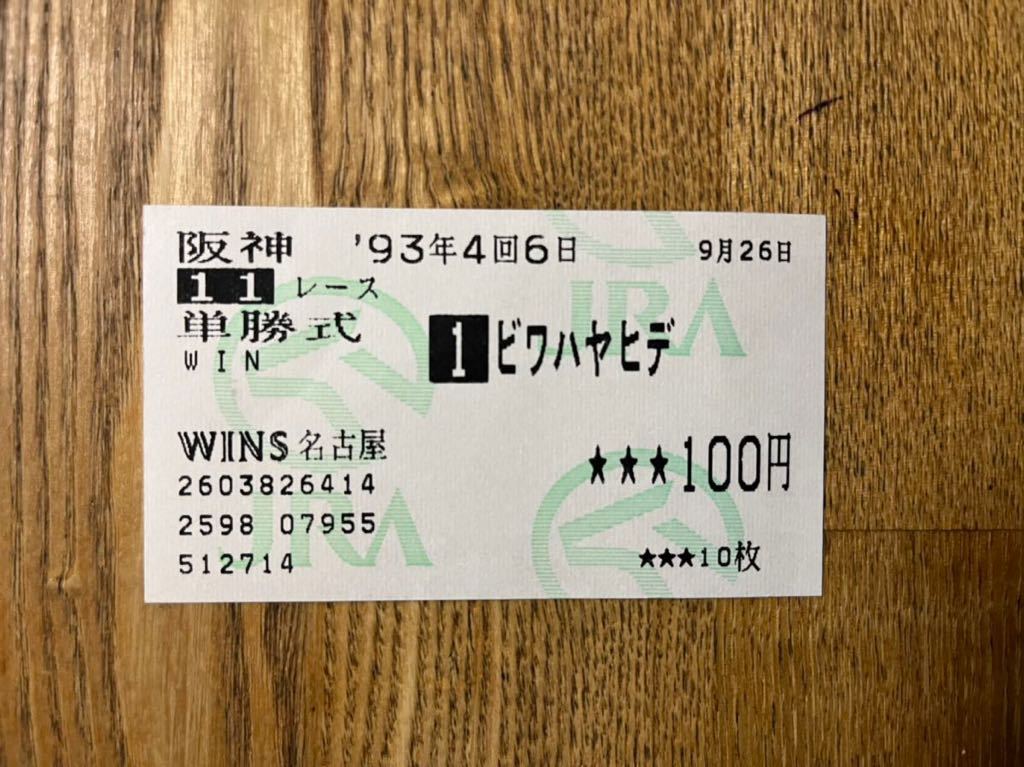 阪神 '93年4回6日 9月26日
11 レース
単勝式
WIN
1 ビワハヤヒデ
WINS 名古屋
★★★100円
2603826414
2598 07955
512714
★★★10枚
JRA
JRA